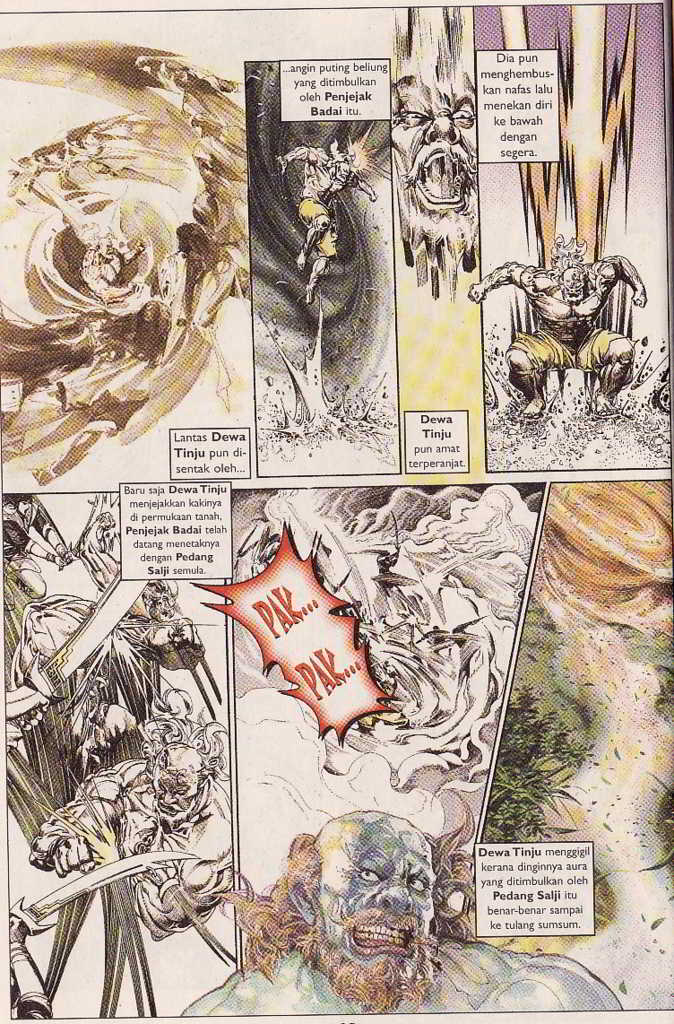 Lantas Dewa
Tinju pun di-
sentak oleh...
...angin puting beliung
yang ditimbulkan
oleh Penjejak
Badai itu.
Dewa
Tinju
pun amat
terperanjat.
Dia pun
menghembus-
kan nafas lalu
menekan diri
ke bawah
dengan
segera.
Baru saja Dewa Tinju
menjejakkan kakinya
di permukaan tanah,
Penjejak Badai telah
datang menetaknya
dengan Pedang
Salji semula.
PAK...
PAK...
Dewa Tinju menggigil
kerana dinginnya aura
yang ditimbulkan oleh
Pedang Salji itu
benar-benar sampai
ke tulang sumsum.